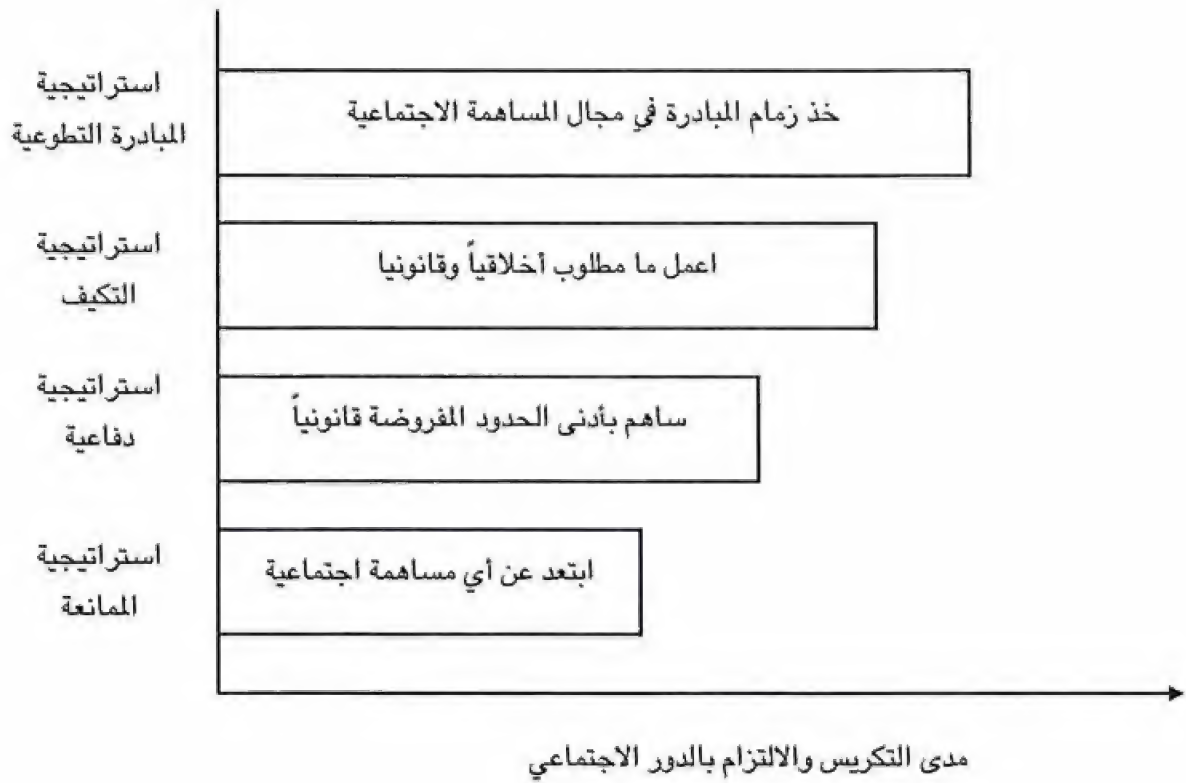 استراتيجية
المبادرة التطوعية
خذ زمام المبادرة في مجال المساهمة الاجتماعية
استراتيجية
التكيف
اعمل ما مطلوب أخلاقياً وقانونيا
استراتيجية
دفاعية
ساهم بأدنى الحدود المفروضة قانونياً
استراتيجية
الممانعة
ابتعد عن أي مساهمة اجتماعية
مدى التكريس والالتزام بالدور الاجتماعي